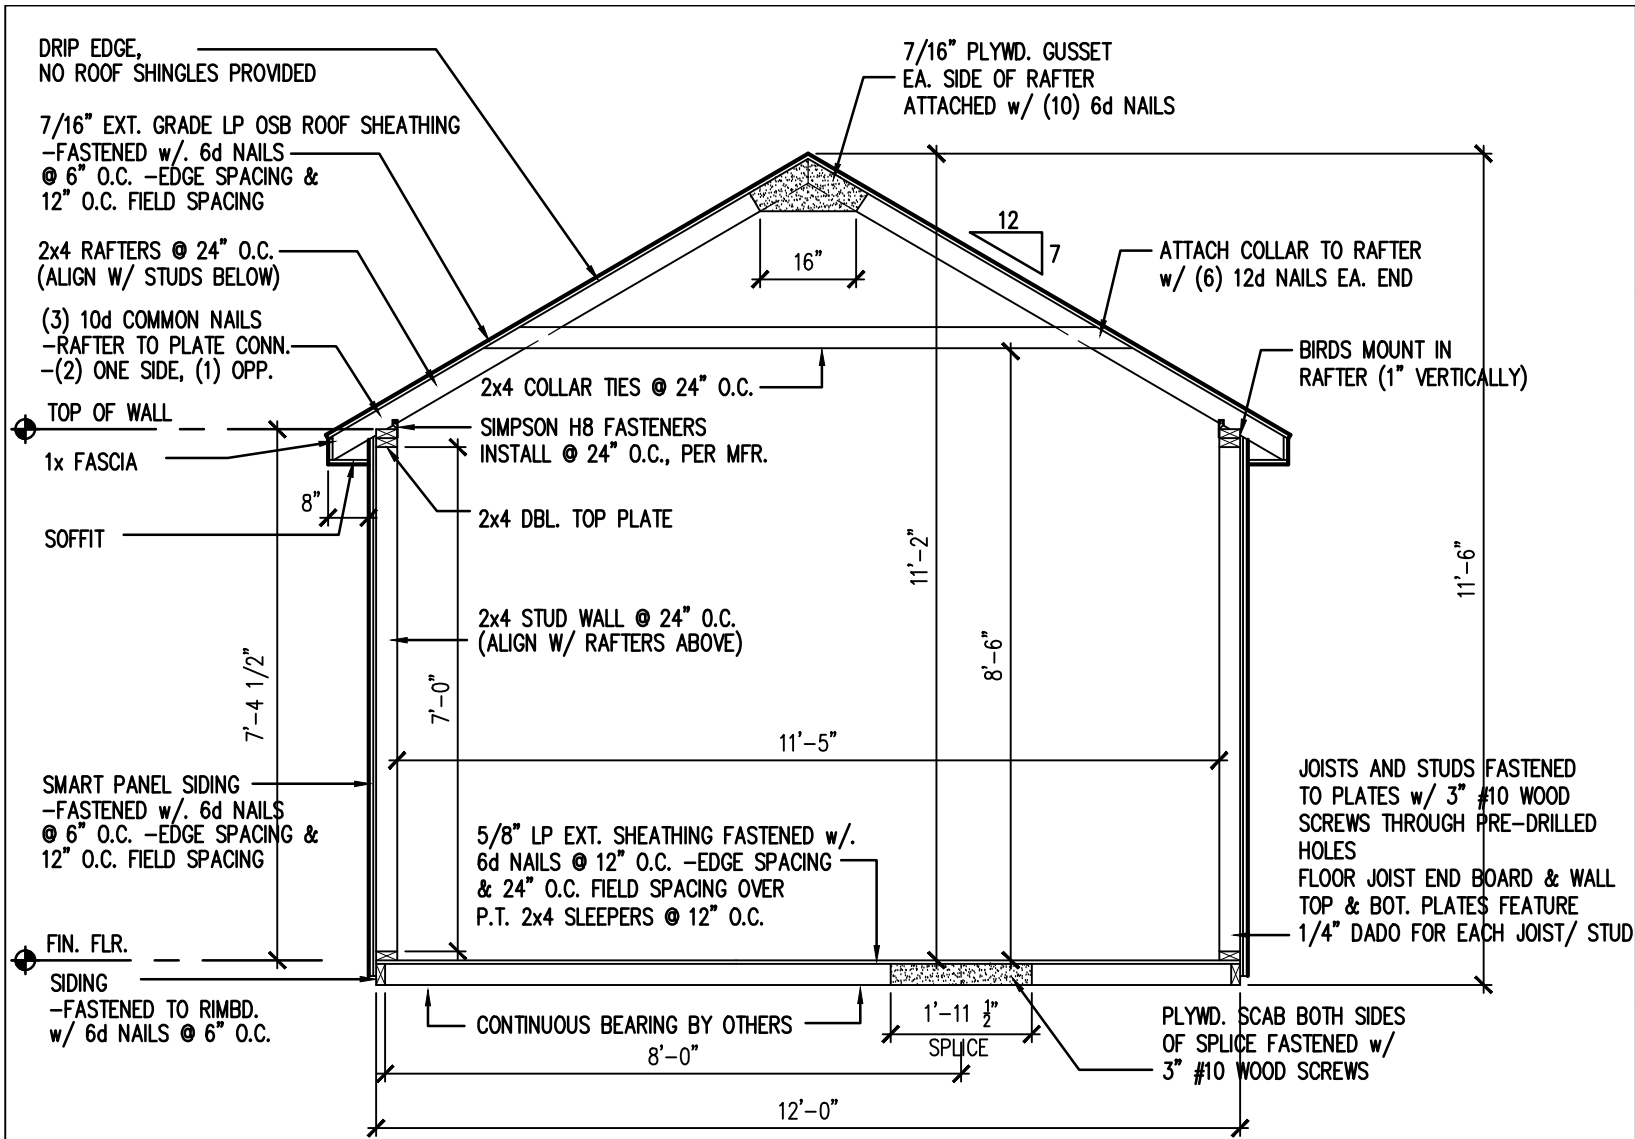 DRIP EDGE,
NO ROOF SHINGLES PROVIDED
7/16" EXT. GRADE LP OSB ROOF SHEATHING
-FASTENED w/. 6d NAILS
@ 6" O.C. -EDGE SPACING &
12" O.C. FIELD SPACING
2x4 RAFTERS @ 24" O.C.
(ALIGN W/ STUDS BELOW)
(3) 10d COMMON NAILS
-RAFTER TO PLATE CONN.
-(2) ONE SIDE, (1) OPP.
TOP OF WALL
1x FASCIA
8"
SOFFIT
7'-4 1/2"
SMART PANEL SIDING
-FASTENED w/. 6d NAILS
@ 6" O.C. -EDGE SPACING &
12" O.C. FIELD SPACING
FIN. FLR.
SIDING
-FASTENED TO RIMBD.
w/ 6d NAILS @ 6" O.C.
7/16" PLYWD. GUSSET
EA. SIDE OF RAFTER
ATTACHED w/ (10) 6d NAILS
12
7
16"
ATTACH COLLAR TO RAFTER
w/ (6) 12d NAILS EA. END
BIRDS MOUNT IN
RAFTER (1" VERTICALLY)
2x4 COLLAR TIES @ 24" O.C.
SIMPSON H8 FASTENERS
INSTALL @ 24" O.C., PER MFR.
2x4 DBL. TOP PLATE
2x4 STUD WALL @ 24" O.C.
(ALIGN W/ RAFTERS ABOVE)
7'-0"
11'-2"
8'-6"
11'-6"
11'-5"
5/8" LP EXT. SHEATHING FASTENED w/.
6d NAILS @ 12" O.C. -EDGE SPACING
& 24" O.C. FIELD SPACING OVER
P.T. 2x4 SLEEPERS @ 12" O.C.
JOISTS AND STUDS FASTENED
TO PLATES w/ 3" #10 WOOD
SCREWS THROUGH PRE-DRILLED
HOLES
FLOOR JOIST END BOARD & WALL
TOP & BOT. PLATES FEATURE
1/4" DADO FOR EACH JOIST/ STUD
CONTINUOUS BEARING BY OTHERS
1'-11 1/2"
SPLICE
8'-0"
12'-0"
PLYWD. SCAB BOTH SIDES
OF SPLICE FASTENED w/
3" #10 WOOD SCREWS